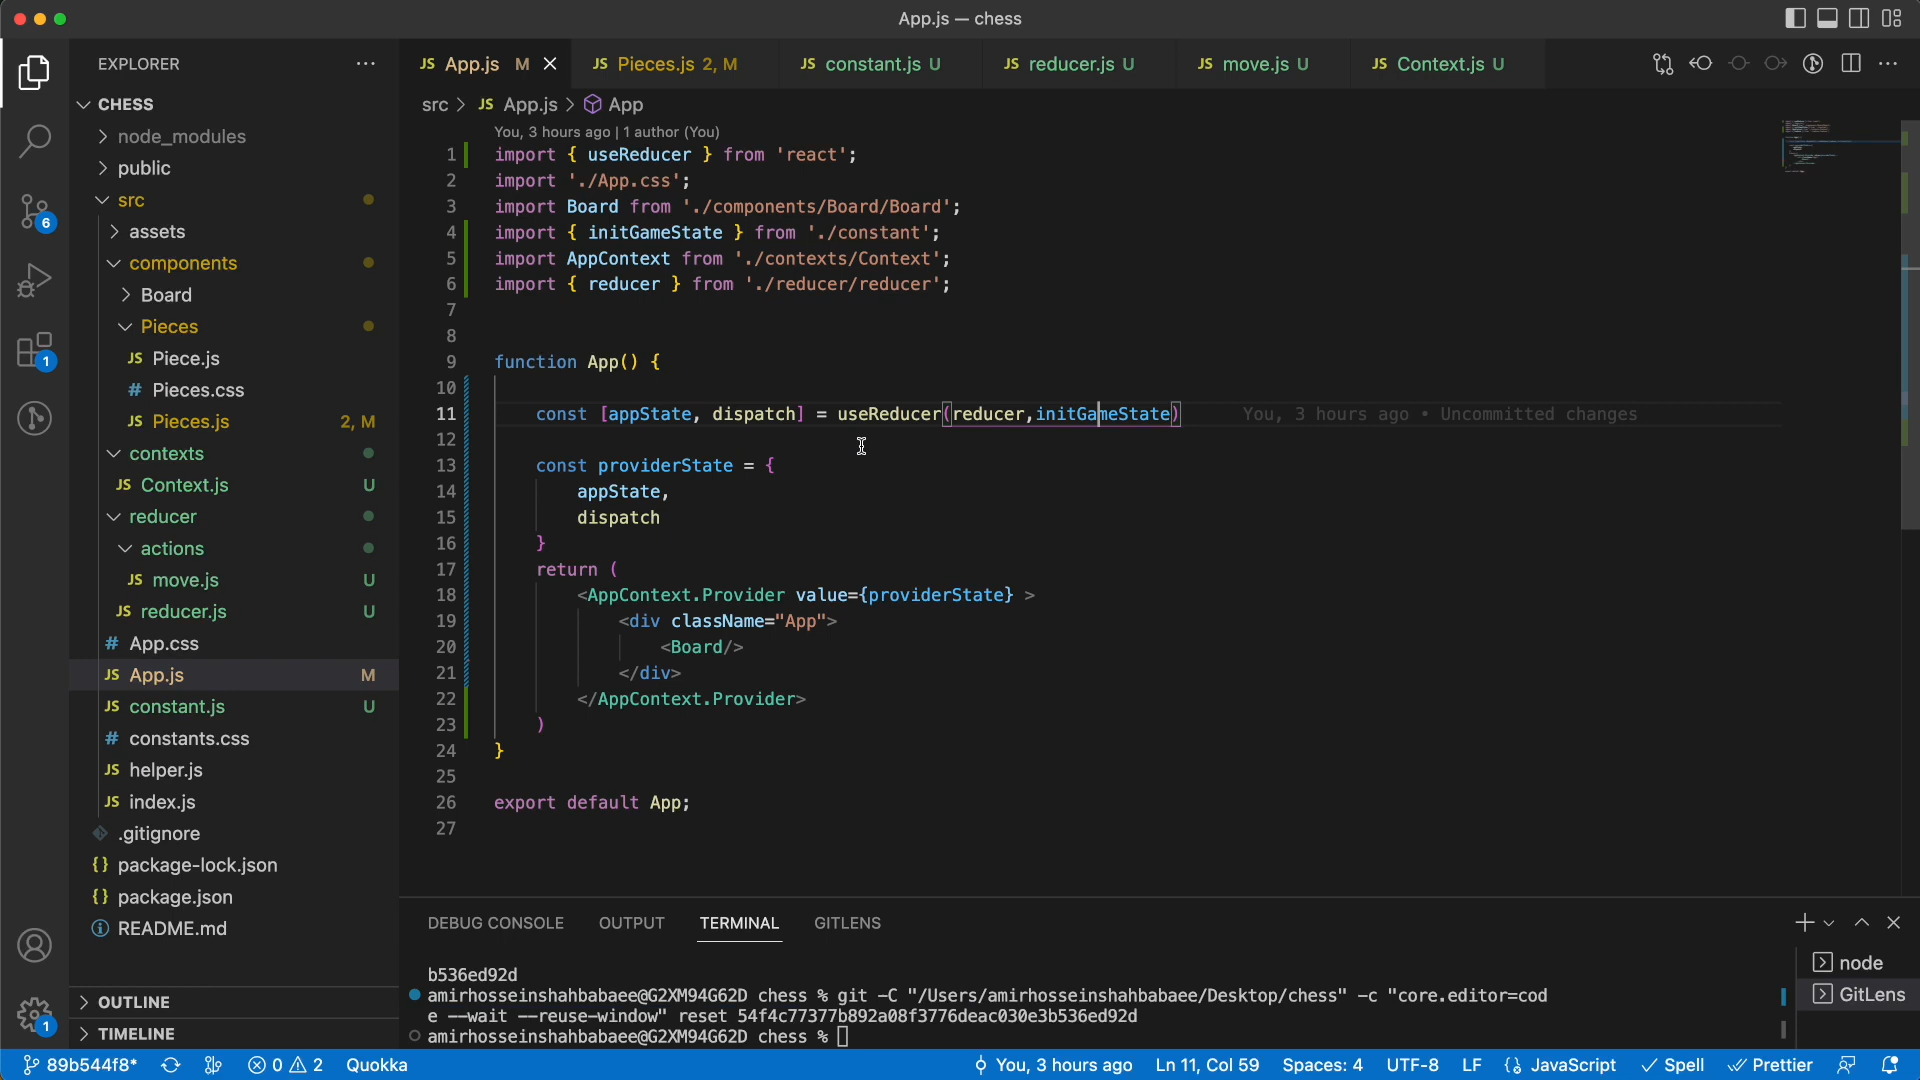 App.js — chess
EXPLORER
CHESS
node_modules
public
src
assets
components
Board
Pieces
JS Piece.js
# Pieces.css
JS Pieces.js 2, M
contexts
JS Context.js U
reducer
actions
JS move.js U
JS reducer.js U
# App.css
JS App.js M
JS constant.js U
# constants.css
JS helper.js
JS index.js
.gitignore
{} package-lock.json
{} package.json
README.md
OUTLINE
TIMELINE
6
1
1
JS App.js M
JS Pieces.js 2, M
JS constant.js U
JS reducer.js U
JS move.js U
JS Context.js U
src > JS App.js > App
You, 3 hours ago | 1 author (You)
1 import { useReducer } from 'react';
2 import './App.css';
3 import Board from './components/Board/Board';
4 import { initGameState } from './constant';
5 import AppContext from './contexts/Context';
6 import { reducer } from './reducer/reducer';
7
8
9 function App() {
10
11 const [appState, dispatch] = useReducer(reducer,initGameState) You, 3 hours ago • Uncommitted changes
12
13 const providerState = {
14 appState,
15 dispatch
16 }
17 return (
18 <AppContext.Provider value={providerState} >
19 <div className="App">
20 <Board/>
21 </div>
22 </AppContext.Provider>
23 )
24 }
25
26 export default App;
27
DEBUG CONSOLE OUTPUT TERMINAL GITLENS
b536ed92d
amirhosseinshahbabaee@G2XM94G62D chess % git -C "/Users/amirhosseinshahbabaee/Desktop/chess" -c "core.editor=cod
e --wait --reuse-window" reset 54f4c77377b892a08f3776deac030e3b536ed92d
amirhosseinshahbabaee@G2XM94G62D chess %
node
GitLens
89b544f8* 0 2 Quokka You, 3 hours ago Ln 11, Col 59 Spaces: 4 UTF-8 LF {} JavaScript Spell Prettier